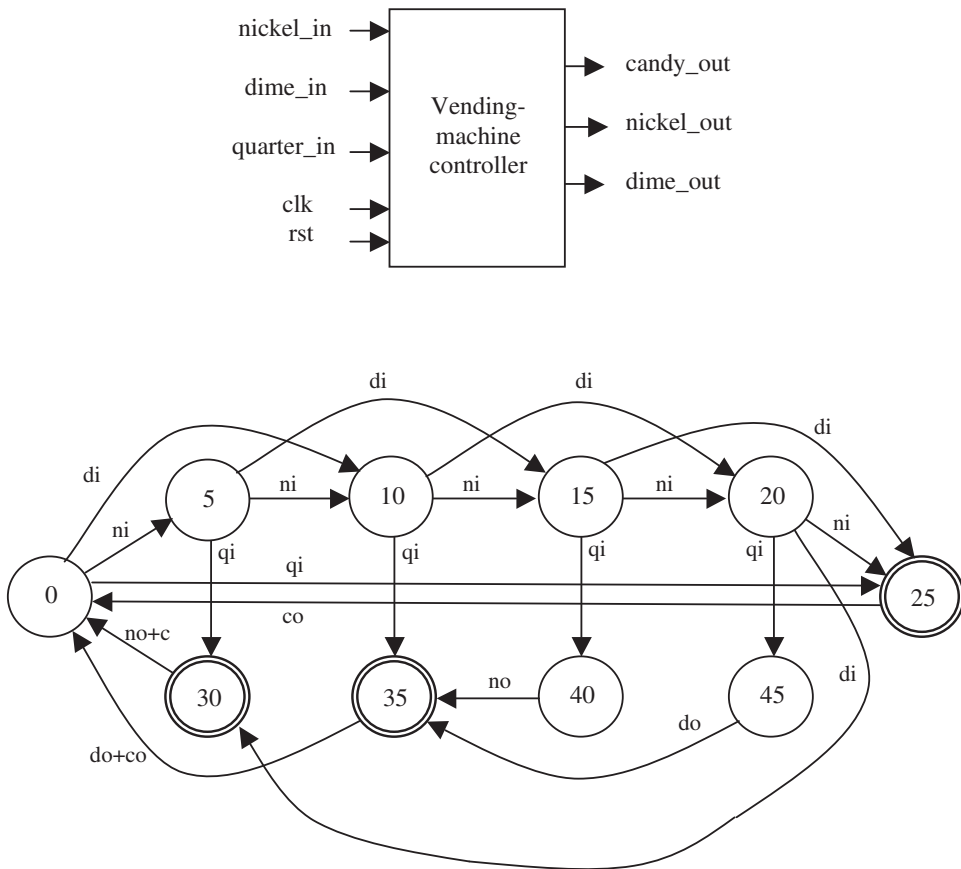 nickel_in
dime_in
quarter_in
clk
rst
Vending-
machine
controller
candy_out
nickel_out
dime_out
di
di
di
di
ni
5
ni
10
ni
15
ni
20
ni
qi
qi
qi
qi
0
qi
25
co
no+c
30
35
no
40
45
do
di
do+co